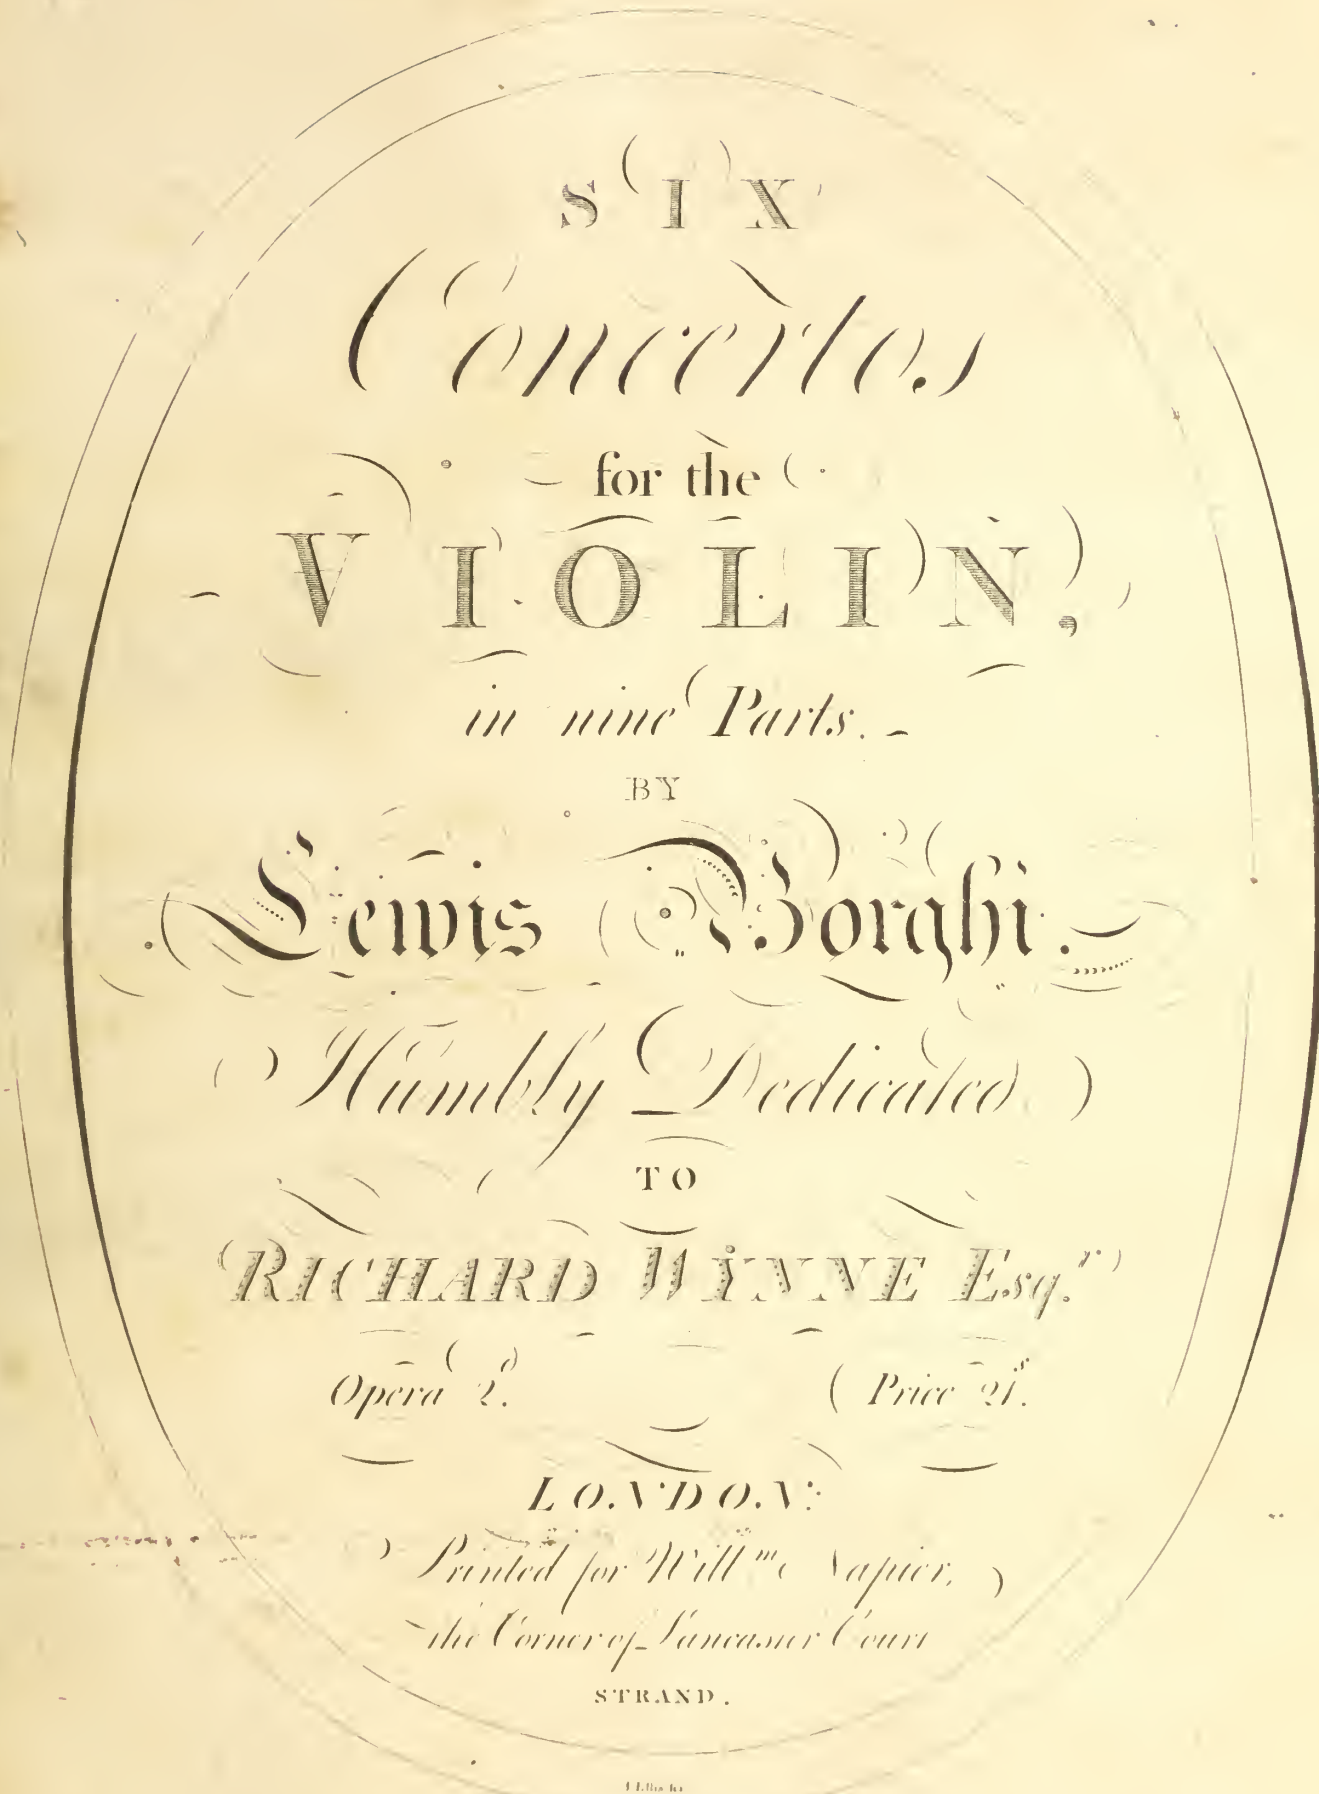 SIX
Concertos
for the
VIOLIN,
in nine Parts.
BY
Lewis Borghi.
Humbly Dedicated
TO
RICHARD WYNNE Esq.r
Opera 2.d Price 21.s
LONDON:
Printed for Will.m Napier,
the Corner of Lancaster Court
STRAND.